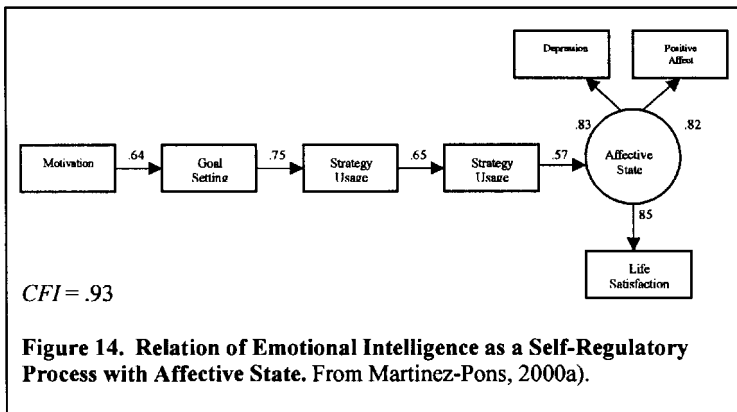 Depression
Positive
Affect
.83
.82
Motivation
.64
Goal
Setting
.75
Strategy
Usage
.65
Strategy
Usage
.57
Affective
State
.85
Life
Satisfaction
CFI = .93
Figure 14. Relation of Emotional Intelligence as a Self-Regulatory
Process with Affective State. From Martinez-Pons, 2000a).